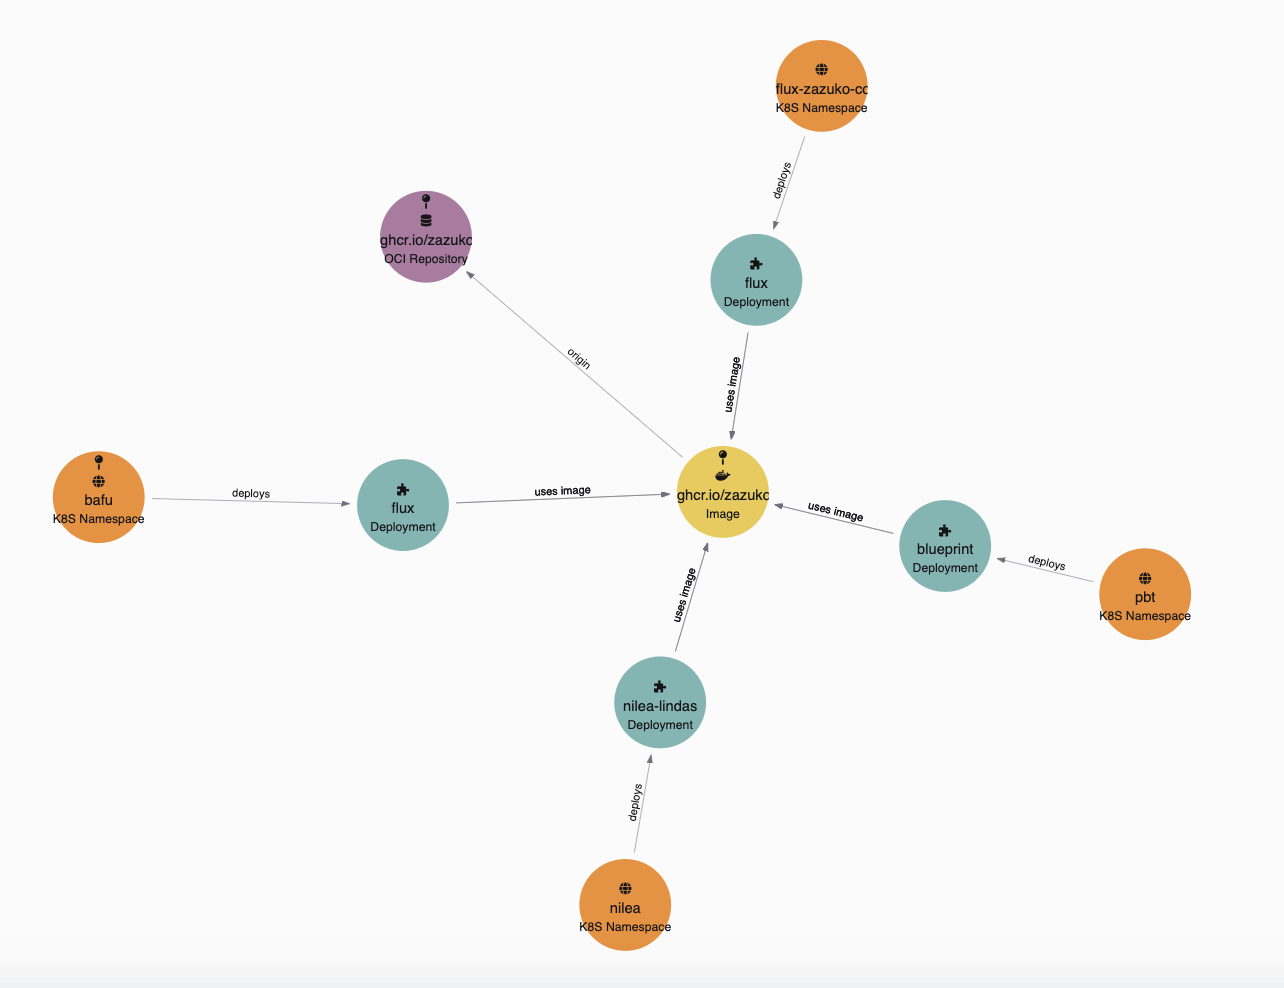 flux-zazuko-cc
K8S Namespace
deploys
ghcr.io/zazuko
OCI Repository
flux
Deployment
origin
uses image
bafu
K8S Namespace
deploys
flux
Deployment
uses image
ghcr.io/zazuko
Image
uses image
blueprint
Deployment
deploys
pbt
K8S Namespace
uses image
nilea-lindas
Deployment
deploys
nilea
K8S Namespace